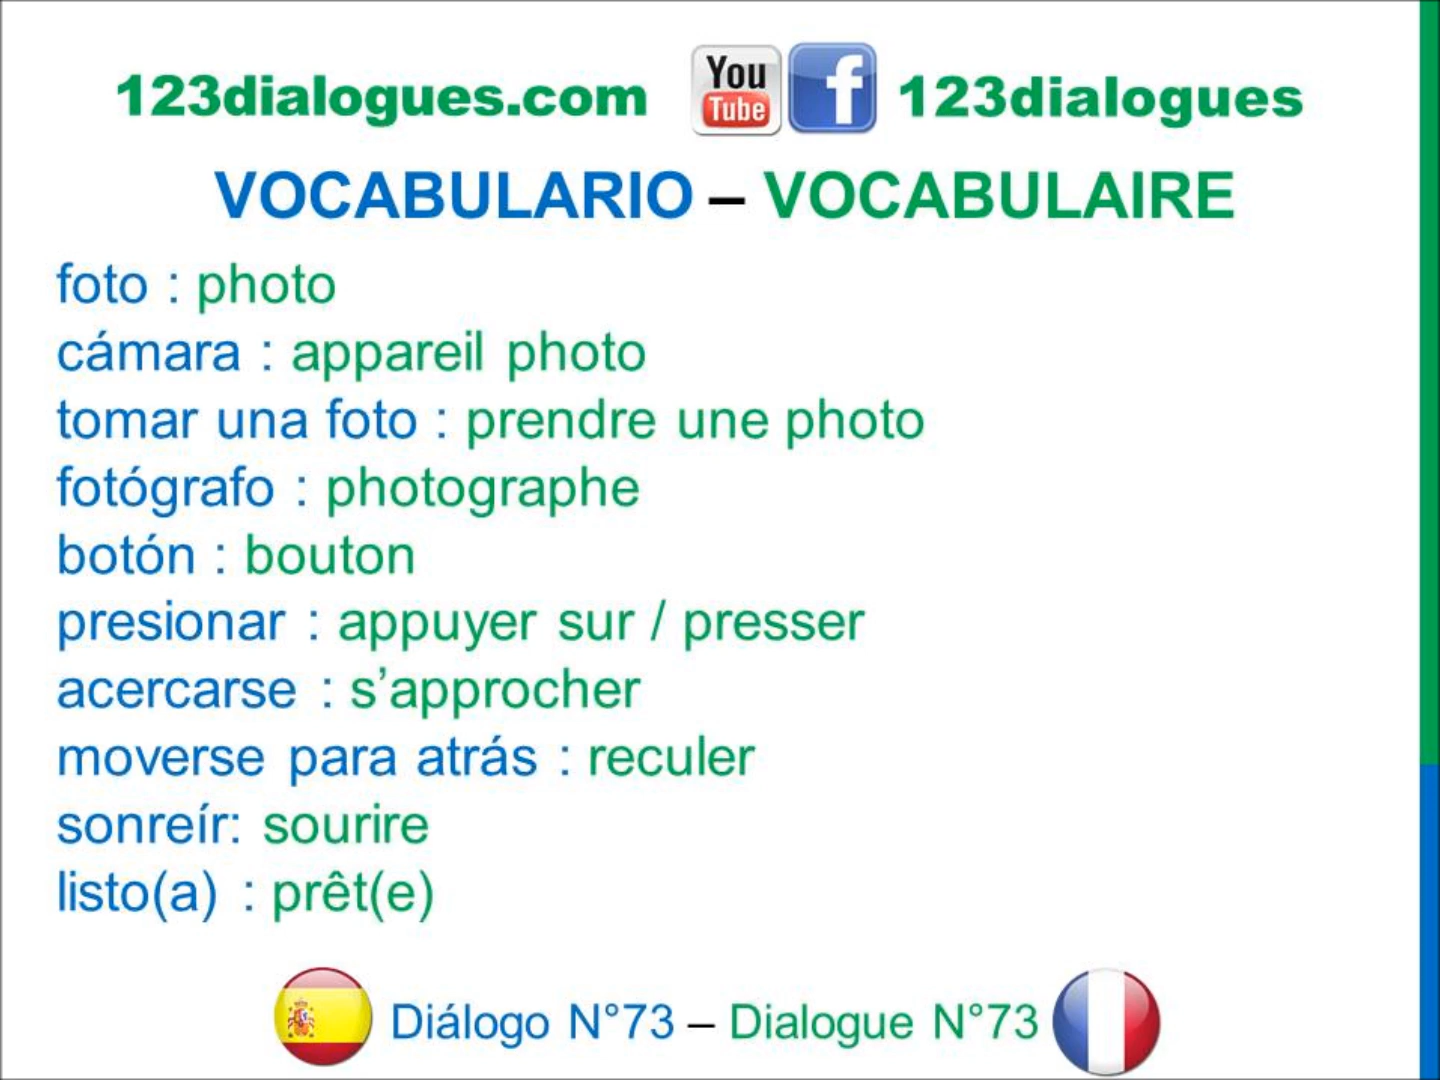 123dialogues.com You Tube f 123dialogues
VOCABULARIO – VOCABULAIRE
foto : photo
cámara : appareil photo
tomar una foto : prendre une photo
fotógrafo : photographe
botón : bouton
presionar : appuyer sur / presser
acercarse : s’approcher
moverse para atrás : reculer
sonreír: sourire
listo(a) : prêt(e)
Diálogo N°73 – Dialogue N°73